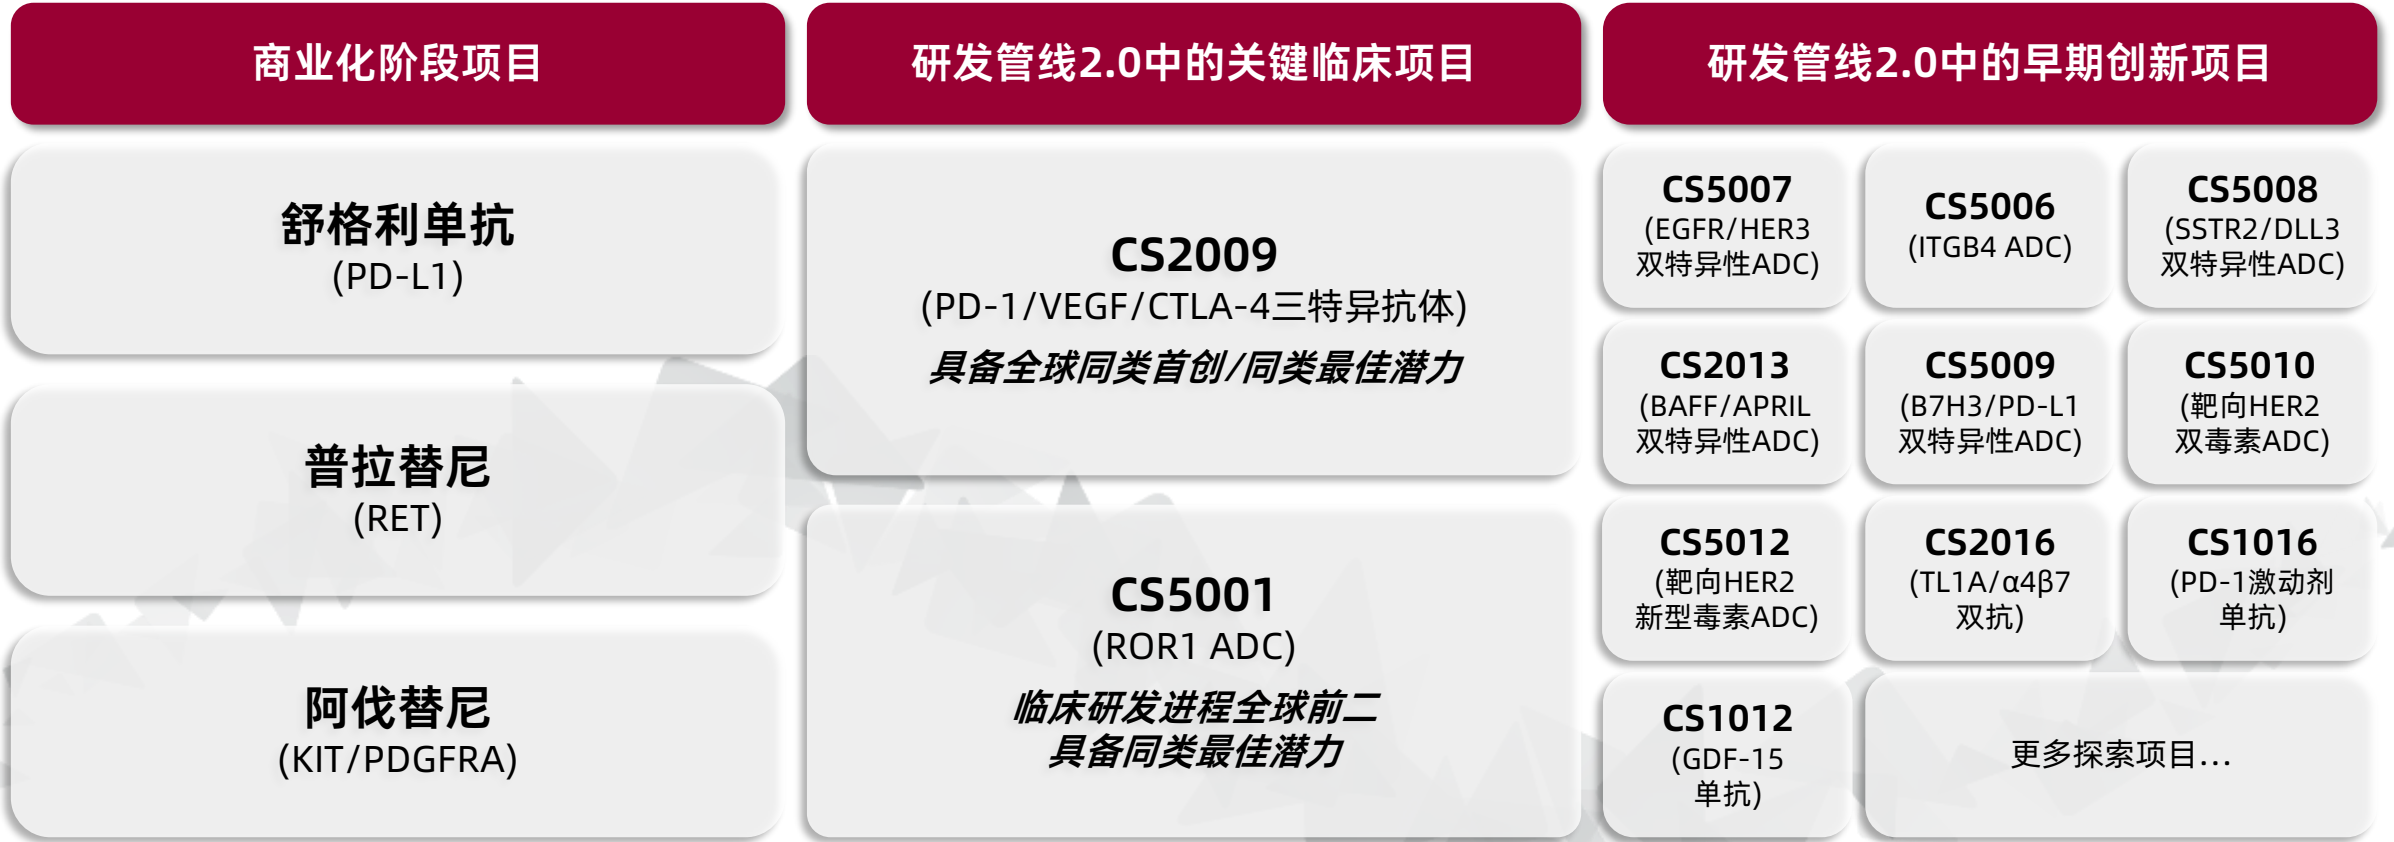 商业化阶段项目
舒格利单抗
(PD-L1)
普拉替尼
(RET)
阿伐替尼
(KIT/PDGFRA)
研发管线2.0中的关键临床项目
CS2009
(PD-1/VEGF/CTLA-4三特异抗体)
具备全球同类首创/同类最佳潜力
CS5001
(ROR1 ADC)
临床研发进程全球前二
具备同类最佳潜力
研发管线2.0中的早期创新项目
CS5007
(EGFR/HER3
双特异性ADC)
CS5006
(ITGB4 ADC)
CS5008
(SSTR2/DLL3
双特异性ADC)
CS2013
(BAFF/APRIL
双特异性ADC)
CS5009
(B7H3/PD-L1
双特异性ADC)
CS5010
(靶向HER2
双毒素ADC)
CS5012
(靶向HER2
新型毒素ADC)
CS2016
(TL1A/α4β7
双抗)
CS1016
(PD-1激动剂
单抗)
CS1012
(GDF-15
单抗)
更多探索项目...